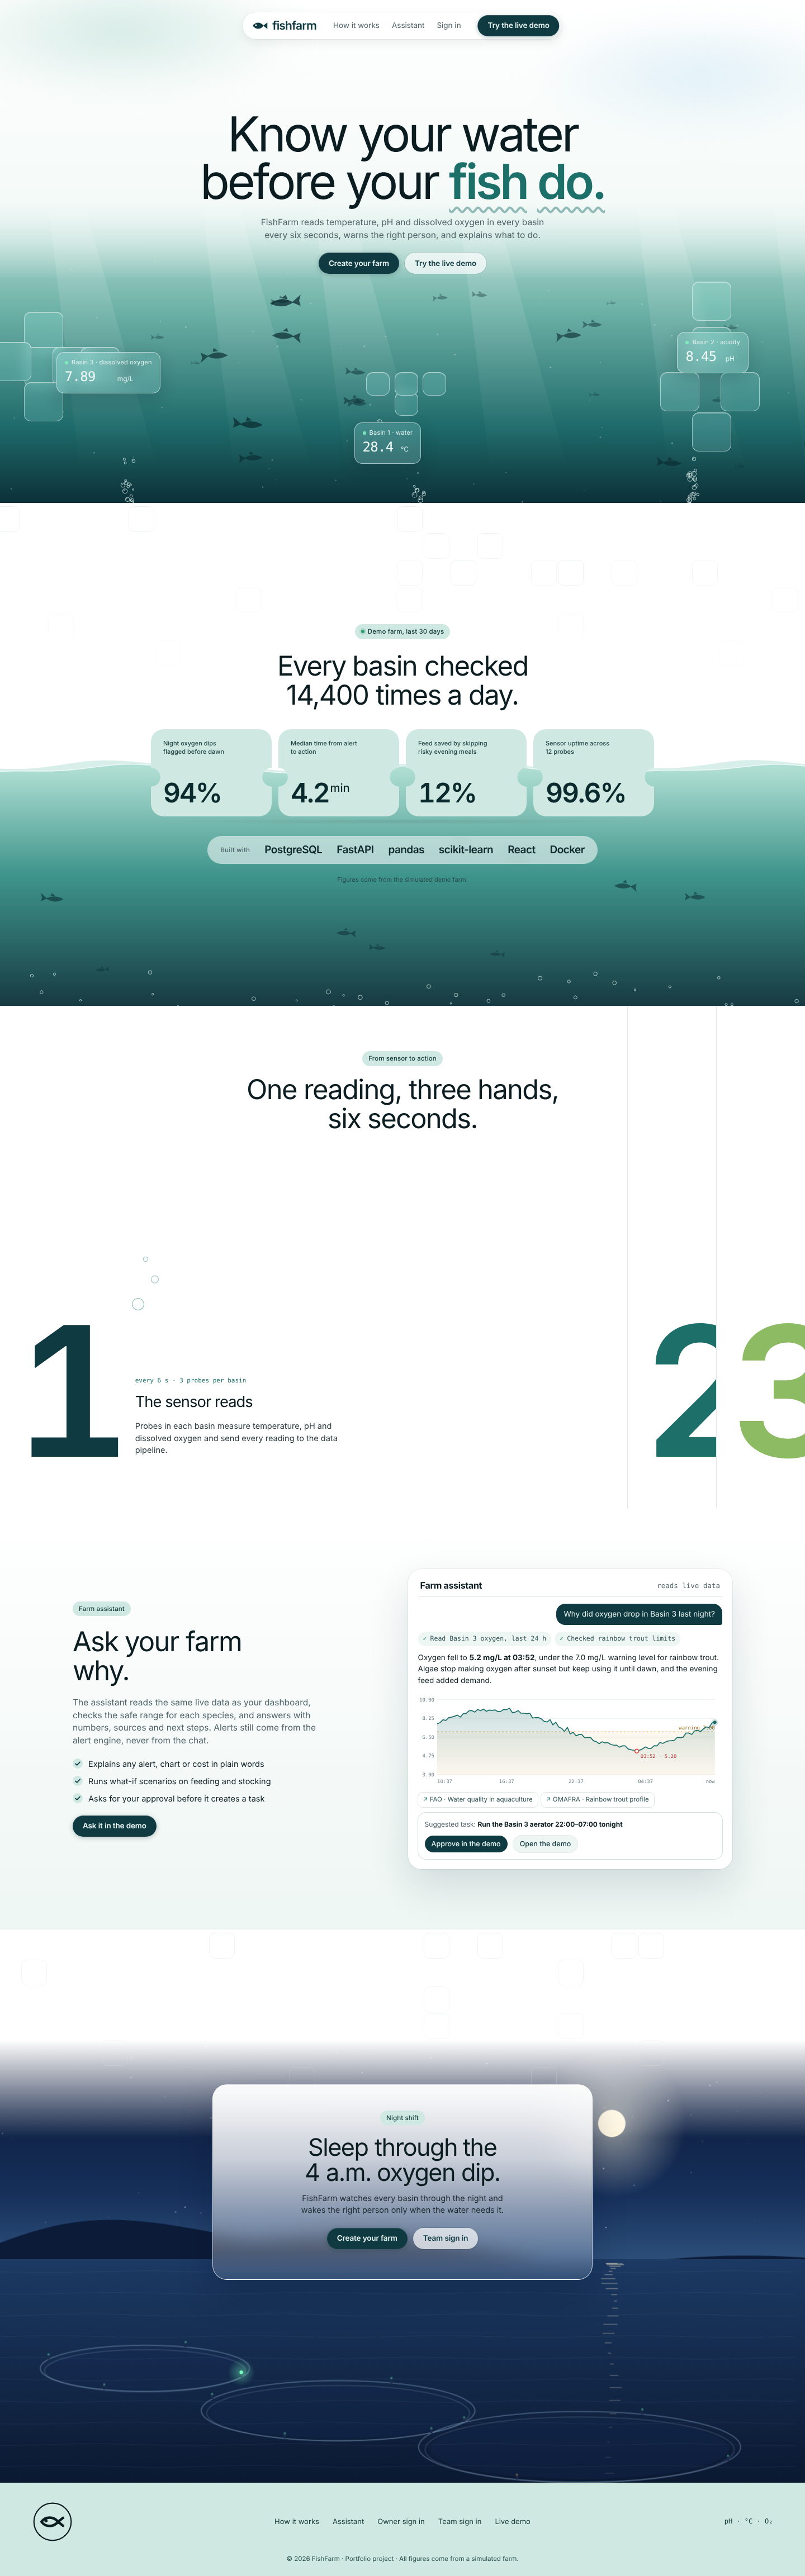 fishfarm How it works Assistant Sign in Try the live demo
Know your water
before your fish do.
FishFarm reads temperature, pH and dissolved oxygen in every basin
every six seconds, warns the right person, and explains what to do.
Create your farm Try the live demo
Basin 3 · dissolved oxygen
7.89 mg/L
Basin 2 · acidity
8.45 pH
Basin 1 · water
28.4 °C
Demo farm, last 30 days
Every basin checked
14,400 times a day.
Night oxygen dips
flagged before dawn
94%
Median time from alert
to action
4.2min
Feed saved by skipping
risky evening meals
12%
Sensor uptime across
12 probes
99.6%
Built with PostgreSQL FastAPI pandas scikit-learn React Docker
Figures come from the simulated demo farm
From sensor to action
One reading, three hands,
six seconds.
1
every 6 s · 3 probes per basin
The sensor reads
Probes in each basin measure temperature, pH and
dissolved oxygen and send every reading to the data
pipeline.
2
3
Farm assistant
Ask your farm
why.
The assistant reads the same live data as your dashboard,
checks the safe range for each species, and answers with
numbers, sources and next steps. Alerts still come from the
alert engine, never from the chat.
Explains any alert, chart or cost in plain words
Runs what-if scenarios on feeding and stocking
Asks for your approval before it creates a task
Ask it in the demo
Farm assistant reads live data
Why did oxygen drop in Basin 3 last night?
✓ Read Basin 3 oxygen, last 24 h ✓ Checked rainbow trout limits
Oxygen fell to 5.2 mg/L at 03:52, under the 7.0 mg/L warning level for rainbow trout.
Algae stop making oxygen after sunset but keep using it until dawn, and the evening
feed added demand.
10.00
8.25
6.50
4.75
3.00
warning
03:52 · 5.20
10:37 16:37 22:37 04:37 now
↗ FAO · Water quality in aquaculture ↗ OMAFRA · Rainbow trout profile
Suggested task: Run the Basin 3 aerator 22:00–07:00 tonight
Approve in the demo Open the demo
Night shift
Sleep through the
4 a.m. oxygen dip.
FishFarm watches every basin through the night and
wakes the right person only when the water needs it.
Create your farm Team sign in
How it works Assistant Owner sign in Team sign in Live demo
pH · °C · O₂
© 2026 FishFarm · Portfolio project · All figures come from a simulated farm.